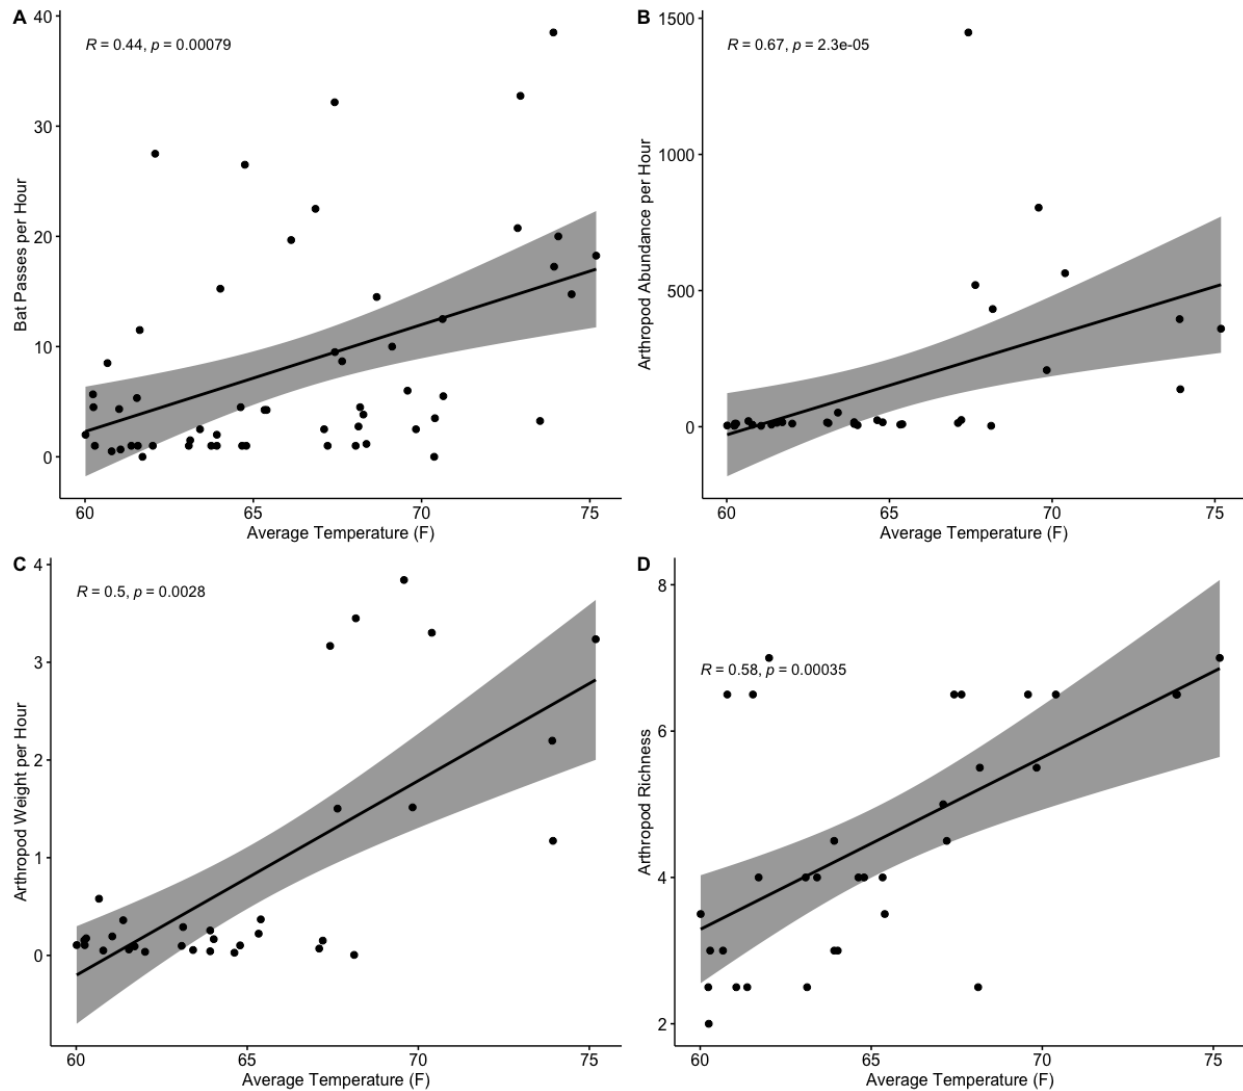 A
R = 0.44, p = 0.00079
Bat Passes per Hour
40
30
20
10
0
60 65 70 75
Average Temperature (F)
B
R = 0.67, p = 2.3e-05
Arthropod Abundance per Hour
1500
1000
500
0
60 65 70 75
Average Temperature (F)
C
R = 0.5, p = 0.0028
Arthropod Weight per Hour
4
3
2
1
0
60 65 70 75
Average Temperature (F)
D
R = 0.58, p = 0.00035
Arthropod Richness
8
6
4
2
60 65 70 75
Average Temperature (F)